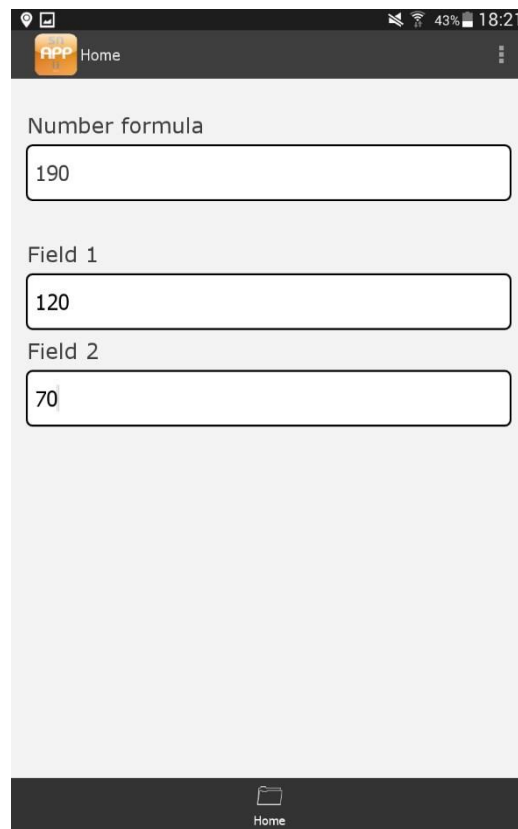 43% 18:21
APP Home
Number formula
190
Field 1
120
Field 2
70
Home